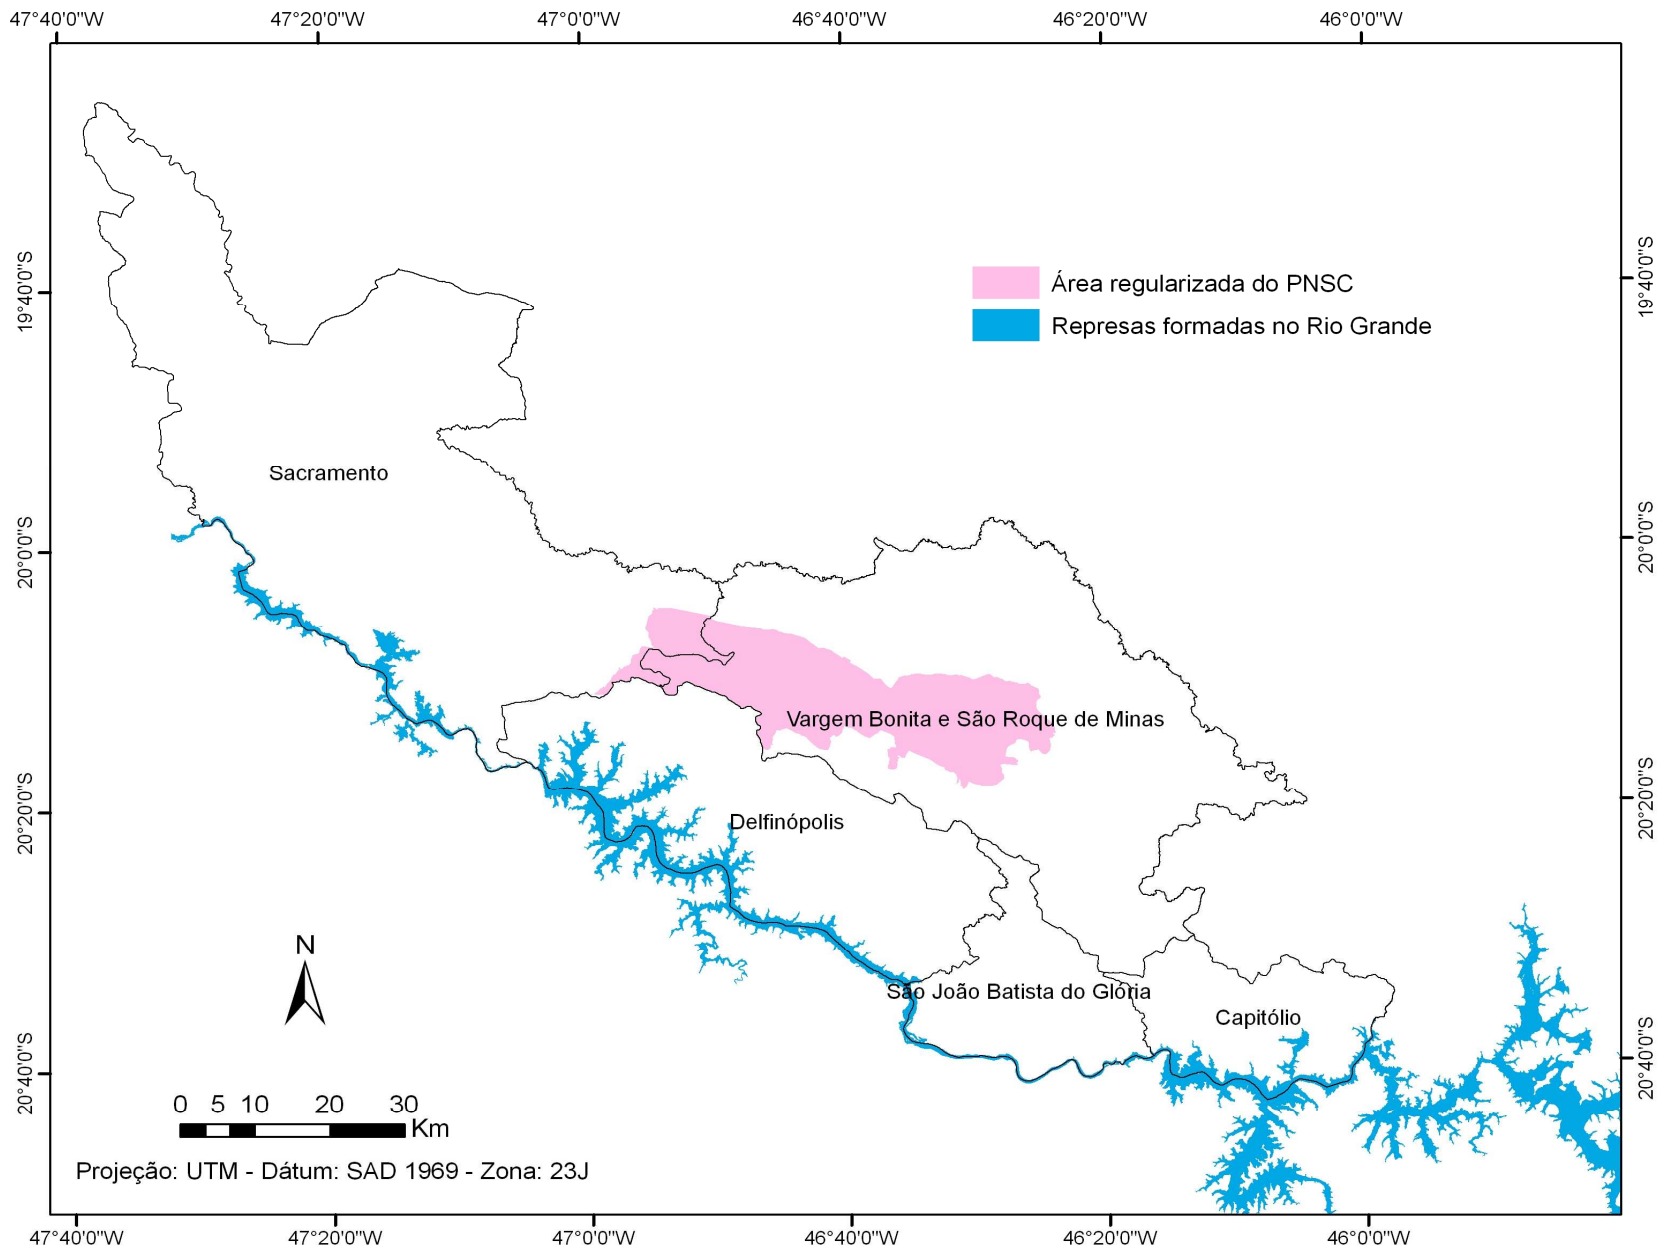 47°40'0"W 47°20'0"W 47°0'0"W 46°40'0"W 46°20'0"W 46°0'0"W
19°40'0"S
19°40'0"S
Área regularizada do PNSC
Represas formadas no Rio Grande
Sacramento
20°0'0"S
20°0'0"S
Vargem Bonita e São Roque de Minas
20°20'0"S
20°20'0"S
Delfinópolis
São João Batista do Glória
Capitólio
N
20°40'0"S
20°40'0"S
0 5 10 20 30
Km
Projeção: UTM - Dátum: SAD 1969 - Zona: 23J
47°40'0"W 47°20'0"W 47°0'0"W 46°40'0"W 46°20'0"W 46°0'0"W